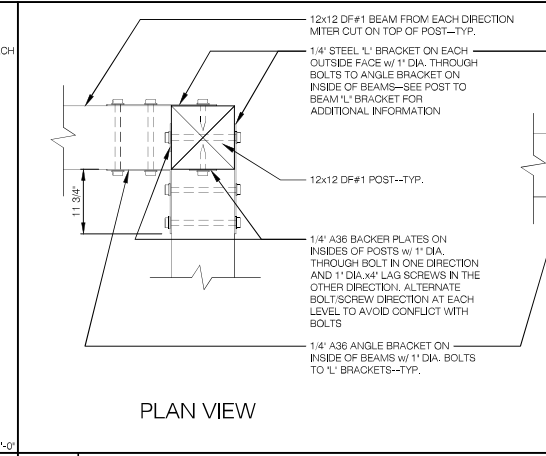 CH
12x12 DF#1 BEAM FROM EACH DIRECTION
MITER CUT ON TOP OF POST--TYP.
1/4" STEEL "L" BRACKET ON EACH
OUTSIDE FACE w/ 1" DIA. THROUGH
BOLTS TO ANGLE BRACKET ON
INSIDE OF BEAMS--SEE POST TO
BEAM "L" BRACKET FOR
ADDITIONAL INFORMATION
12x12 DF#1 POST--TYP.
11 3/4"
1/4" A36 BACKER PLATES ON
INSIDES OF POSTS w/ 1" DIA.
THROUGH BOLT IN ONE DIRECTION
AND 1" DIA.x4" LAG SCREWS IN THE
OTHER DIRECTION. ALTERNATE
BOLT/SCREW DIRECTION AT EACH
LEVEL TO AVOID CONFLICT WITH
BOLTS
1/4" A36 ANGLE BRACKET ON
INSIDE OF BEAMS w/ 1" DIA. BOLTS
TO "L" BRACKETS--TYP.
PLAN VIEW
'-0"